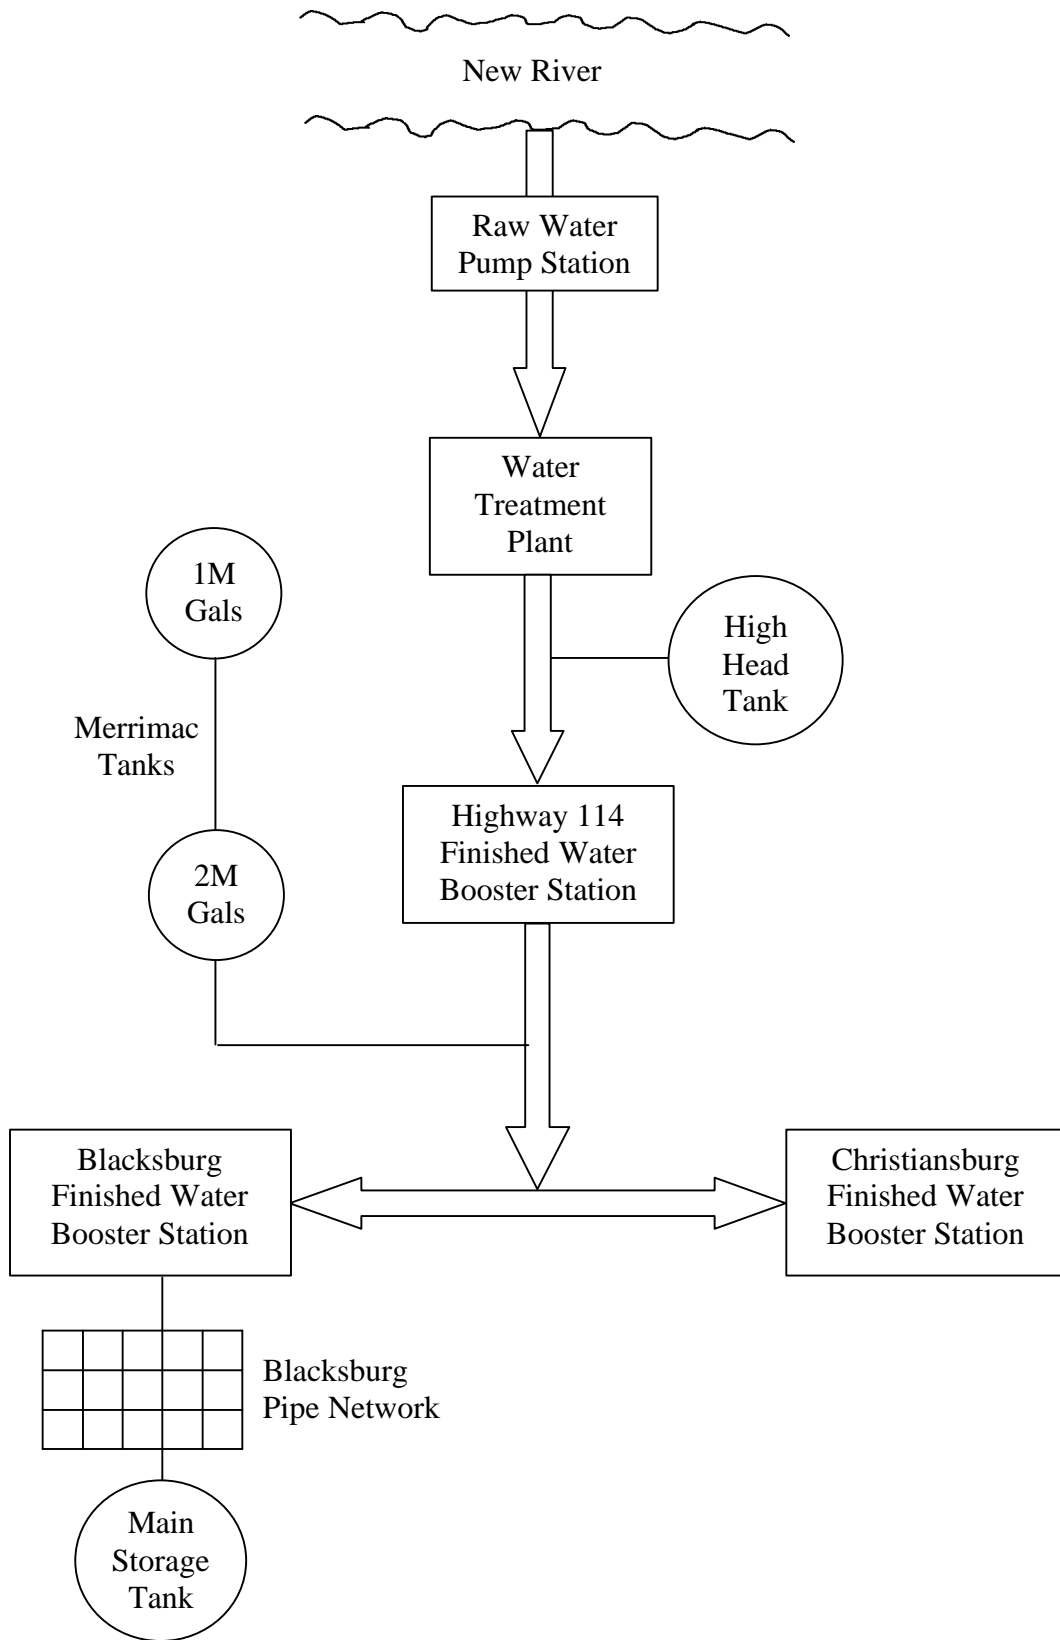 New River
Raw Water
Pump Station
Water
Treatment
Plant
1M
Gals
High
Head
Tank
Merrimac
Tanks
Highway 114
Finished Water
Booster Station
2M
Gals
Blacksburg
Finished Water
Booster Station
Christiansburg
Finished Water
Booster Station
Blacksburg
Pipe Network
Main
Storage
Tank